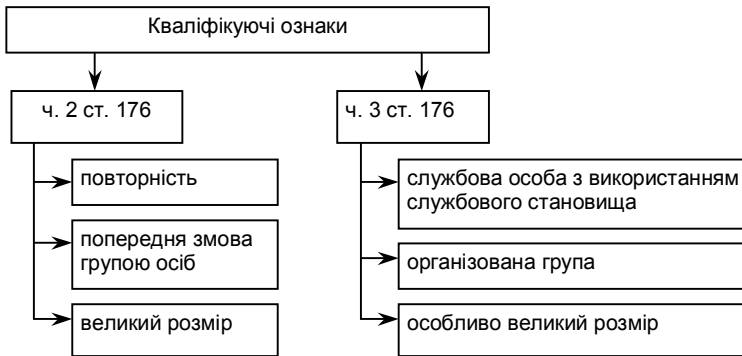 Кваліфікуючі ознаки
ч. 2 ст. 176
повторність
попередня змова
групою осіб
великий розмір
ч. 3 ст. 176
службова особа з використанням
службового становища
організована група
особливо великий розмір